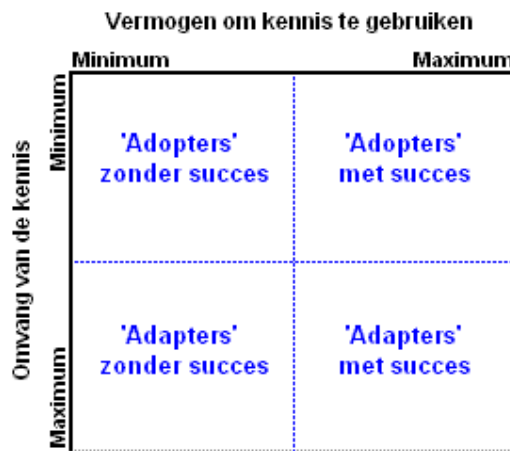 Vermogen om kennis te gebruiken
Minimum Maximum
Omvang van de kennis
Minimum
Maximum
'Adopters' 'Adopters'
zonder succes met succes
'Adapters' 'Adapters'
zonder succes met succes